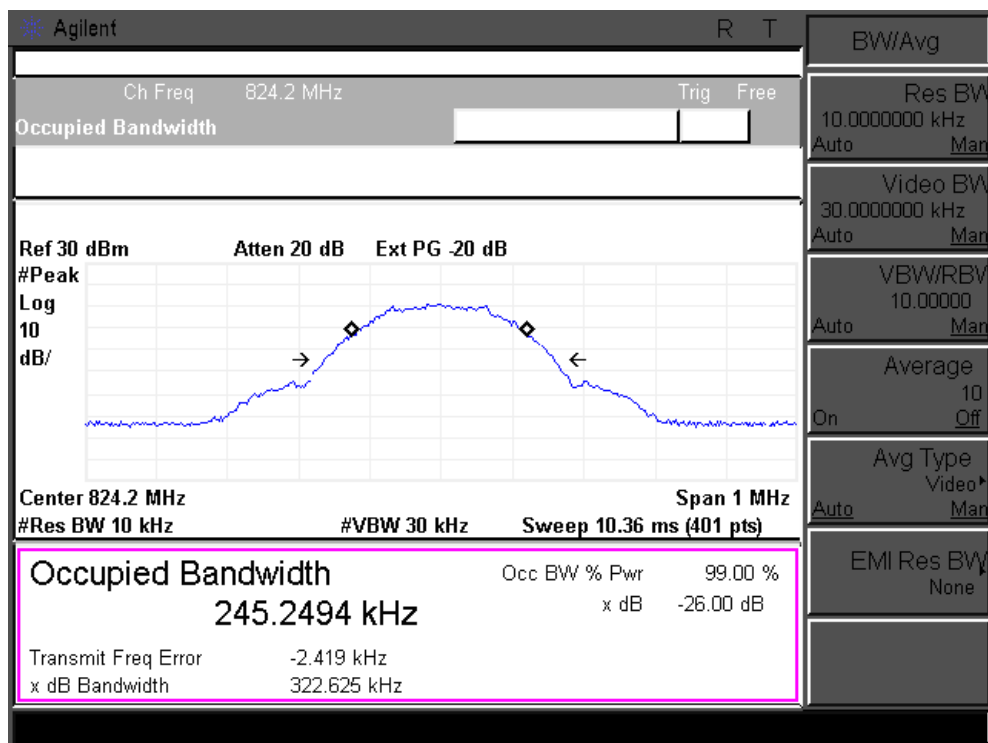 Agilent R T
Ch Freq 824.2 MHz Trig Free
Occupied Bandwidth
Ref 30 dBm Atten 20 dB Ext PG -20 dB
#Peak
Log
10
dB/
Center 824.2 MHz Span 1 MHz
#Res BW 10 kHz #VBW 30 kHz Sweep 10.36 ms (401 pts)
Occupied Bandwidth
245.2494 kHz
Occ BW % Pwr 99.00 %
x dB -26.00 dB
Transmit Freq Error -2.419 kHz
x dB Bandwidth 322.625 kHz
BW/Avg
Res BW
10.0000000 kHz
Auto Man
Video BW
30.0000000 kHz
Auto Man
VBW/RBW
10.00000
Auto Man
Average
10
On Off
Avg Type
Video
Auto Man
EMI Res BW
None